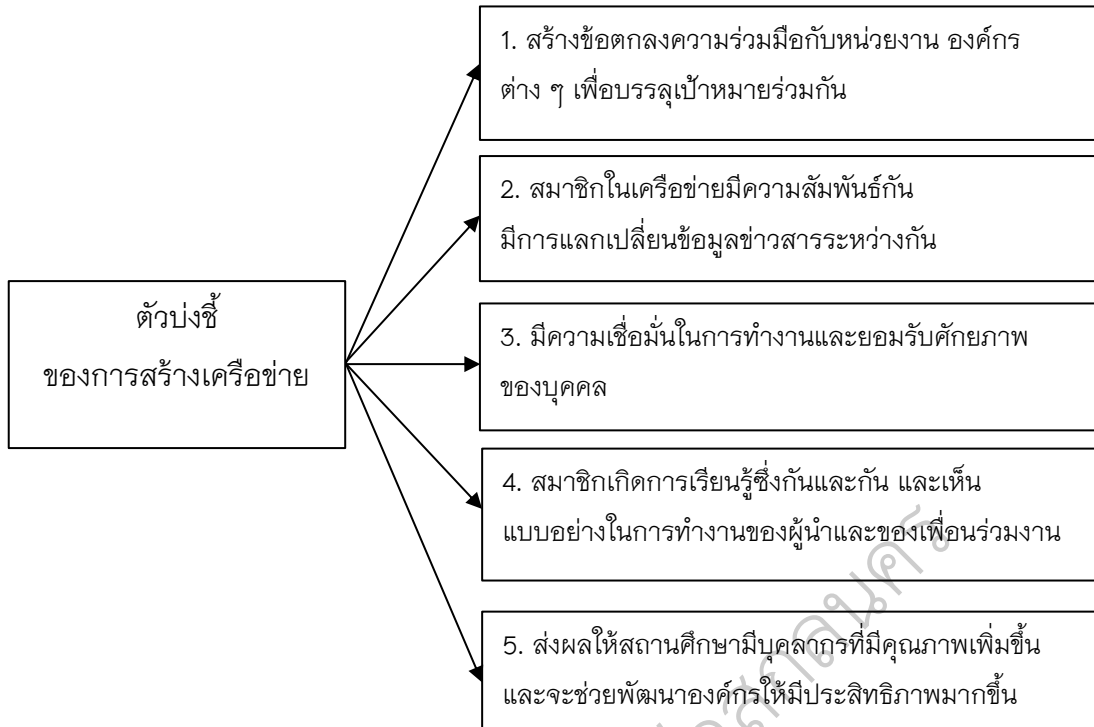 1. สร้างข้อตกลงความร่วมมือกับหน่วยงาน องค์กร
ต่าง ๆ เพื่อบรรลุเป้าหมายร่วมกัน
2. สมาชิกในเครือข่ายมีความสัมพันธ์กัน
มีการแลกเปลี่ยนข้อมูลข่าวสารระหว่างกัน
ตัวบ่งชี้
ของการสร้างเครือข่าย
3. มีความเชื่อมั่นในการทำงานและยอมรับศักยภาพ
ของบุคคล
4. สมาชิกเกิดการเรียนรู้ซึ่งกันและกัน และเห็น
แบบอย่างในการทำงานของผู้นำและของเพื่อนร่วมงาน
5. ส่งผลให้สถานศึกษามีบุคลากรที่มีคุณภาพเพิ่มขึ้น
และจะช่วยพัฒนาองค์กรให้มีประสิทธิภาพมากขึ้น